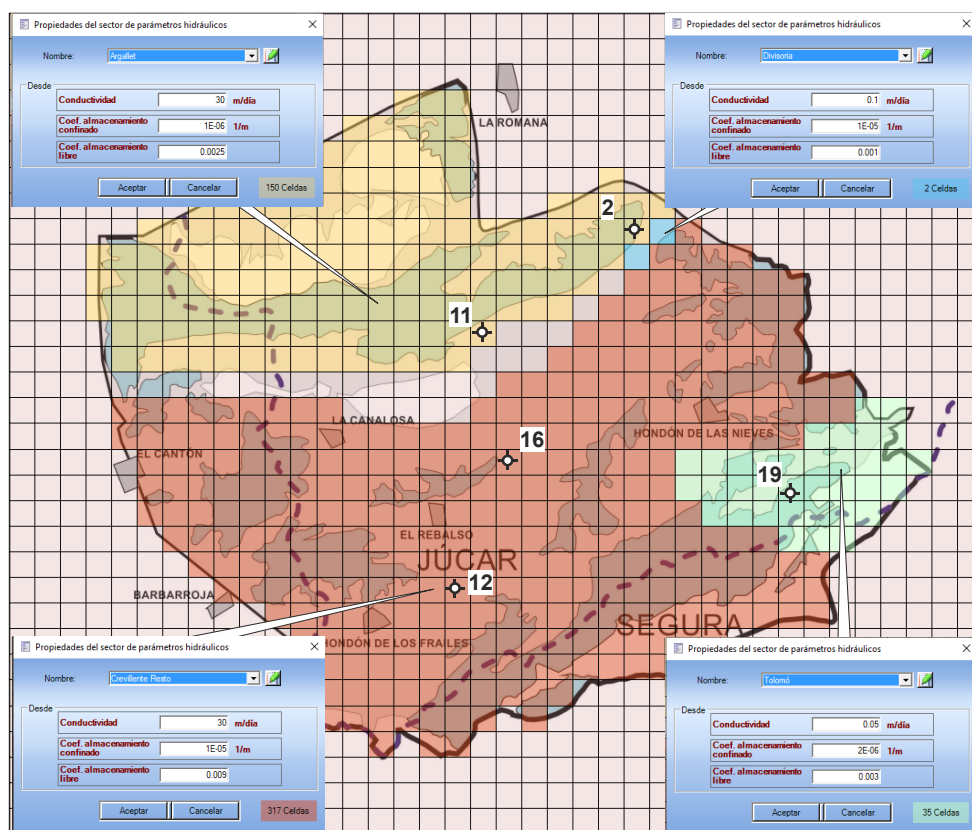 Propiedades del sector de parámetros hidráulicos
Nombre: Argallet
Desde
Conductividad 30 m/día
Coef. almacenamiento confinado 1E-06 1/m
Coef. almacenamiento libre 0.0025
Aceptar Cancelar 150 Celdas
Propiedades del sector de parámetros hidráulicos
Nombre: Divisoria
Desde
Conductividad 0.1 m/día
Coef. almacenamiento confinado 1E-05 1/m
Coef. almacenamiento libre 0.001
Aceptar Cancelar 2 Celdas
LA ROMANA
2
11
LA CANALOSA
HONDÓN DE LAS NIEVES
16
EL CANTÓN
19
EL REBALSO
JÚCAR
12
BARBARROJA
SEGURA
HONDÓN DE LOS FRAILES
Propiedades del sector de parámetros hidráulicos
Nombre: Crevillente Resto
Desde
Conductividad 30 m/día
Coef. almacenamiento confinado 1E-05 1/m
Coef. almacenamiento libre 0.009
Aceptar Cancelar 317 Celdas
Propiedades del sector de parámetros hidráulicos
Nombre: Tolomó
Desde
Conductividad 0.05 m/día
Coef. almacenamiento confinado 2E-06 1/m
Coef. almacenamiento libre 0.003
Aceptar Cancelar 35 Celdas